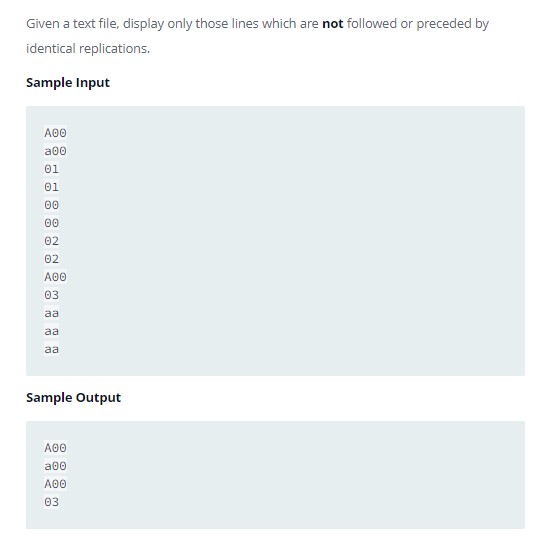 Given a text file, display only those lines which are not followed or preceded by
identical replications.
Sample Input
A00
a00
01
01
00
00
02
02
A00
03
aa
aa
aa
Sample Output
A00
a00
A00
03